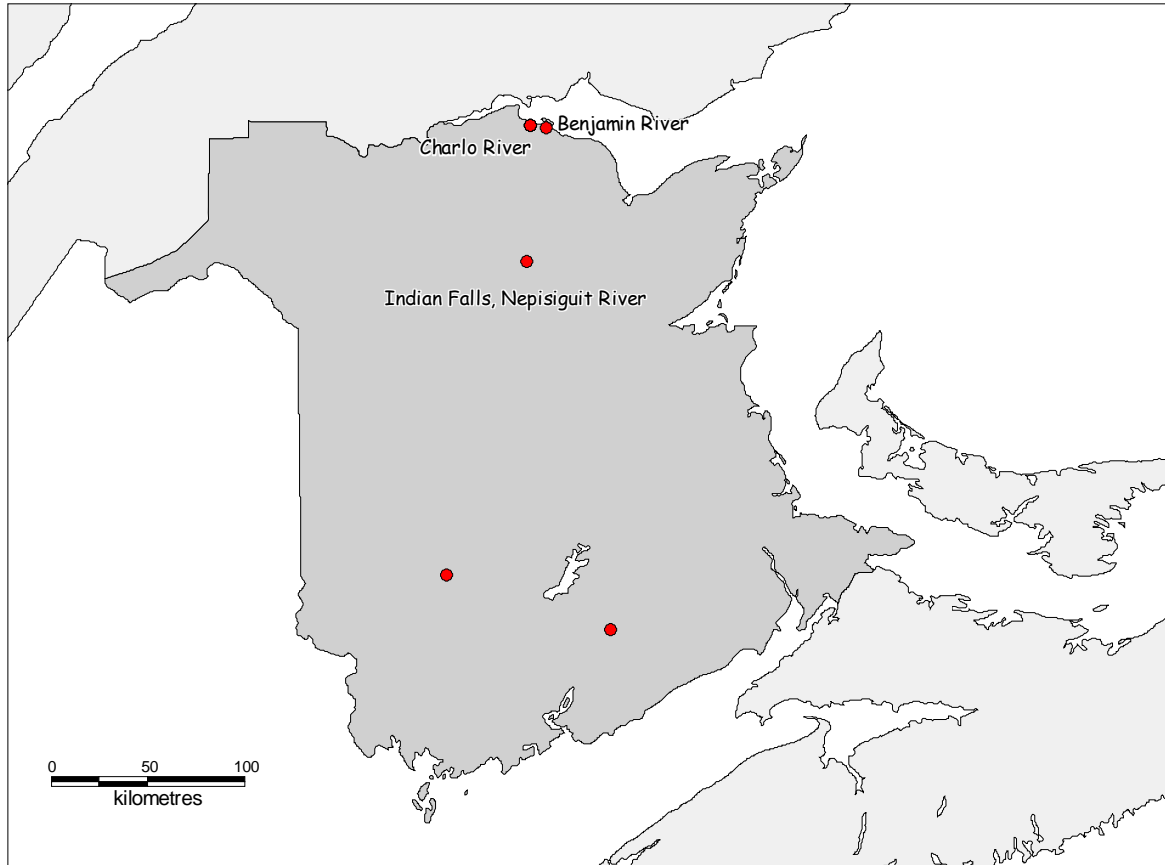 Benjamin River
Charlo River
Indian Falls, Nepisiguit River
0 50 100
kilometres